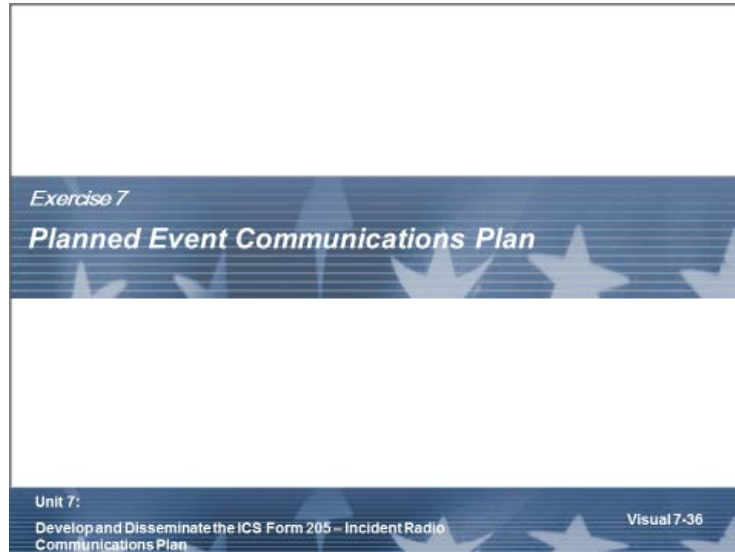 Exercise 7
Planned Event Communications Plan
Unit 7:
Develop and Disseminate the ICS Form 205 – Incident Radio
Communications Plan
Visual 7-36